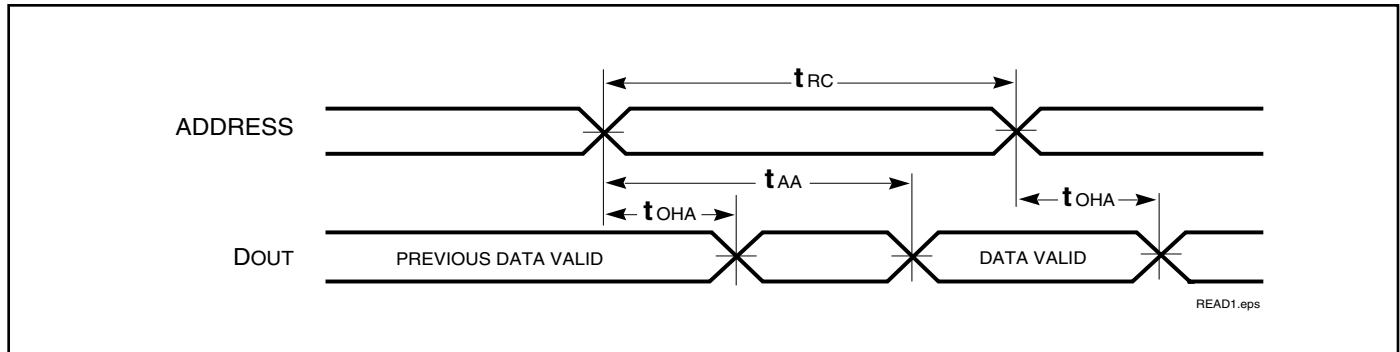 tRC
ADDRESS
tAA
tOHA
tOHA
DOUT
PREVIOUS DATA VALID
DATA VALID
READ1.eps